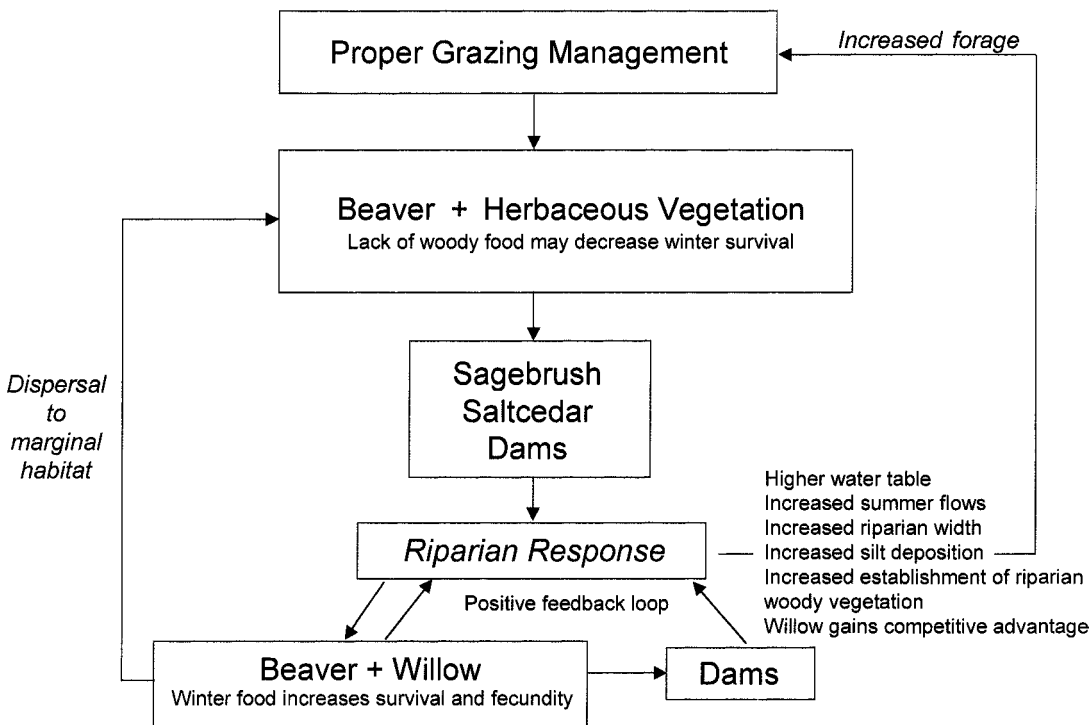 Proper Grazing Management
Increased forage
Beaver + Herbaceous Vegetation
Lack of woody food may decrease winter survival
Sagebrush
Saltcedar
Dams
Dispersal
to
marginal
habitat
Riparian Response
Higher water table
Increased summer flows
Increased riparian width
Increased silt deposition
Increased establishment of riparian
woody vegetation
Willow gains competitive advantage
Positive feedback loop
Beaver + Willow
Winter food increases survival and fecundity
Dams